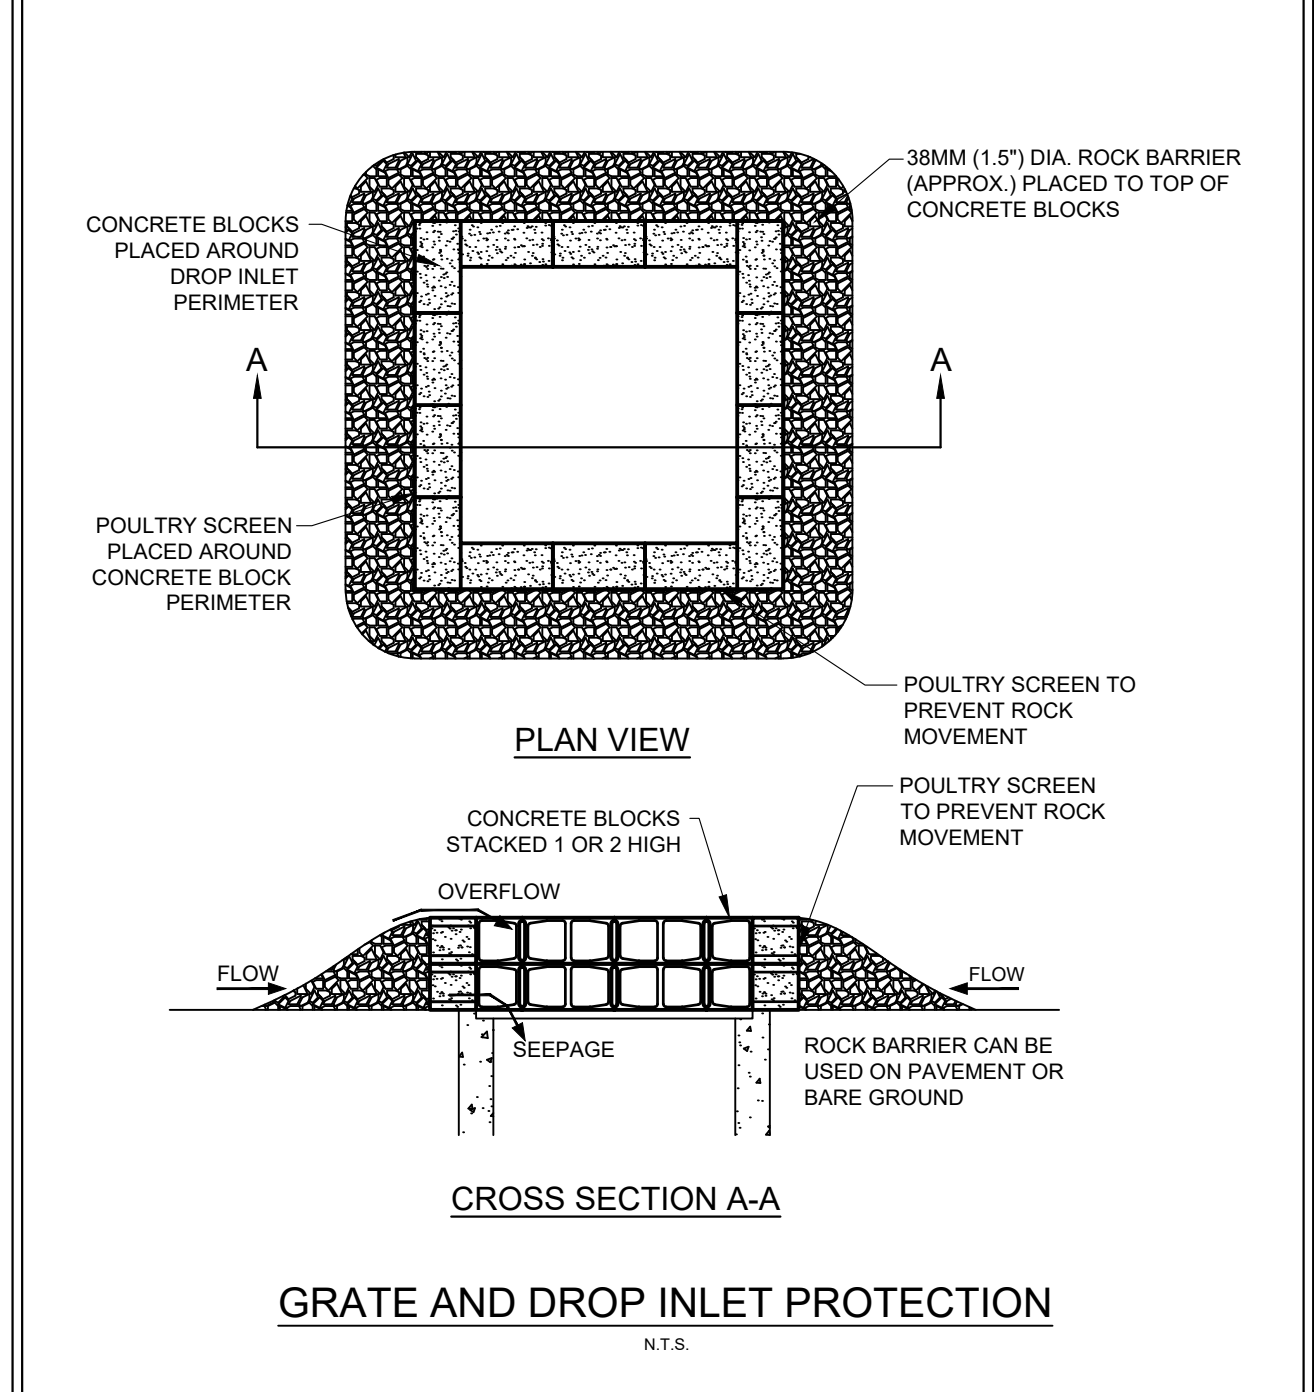 38MM (1.5") DIA. ROCK BARRIER
(APPROX.) PLACED TO TOP OF
CONCRETE BLOCKS
CONCRETE BLOCKS
PLACED AROUND
DROP INLET
PERIMETER
A
A
POULTRY SCREEN
PLACED AROUND
CONCRETE BLOCK
PERIMETER
POULTRY SCREEN TO
PREVENT ROCK
MOVEMENT
PLAN VIEW
POULTRY SCREEN
TO PREVENT ROCK
MOVEMENT
CONCRETE BLOCKS
STACKED 1 OR 2 HIGH
OVERFLOW
FLOW
FLOW
SEEPAGE
ROCK BARRIER CAN BE
USED ON PAVEMENT OR
BARE GROUND
CROSS SECTION A-A
GRATE AND DROP INLET PROTECTION
N.T.S.